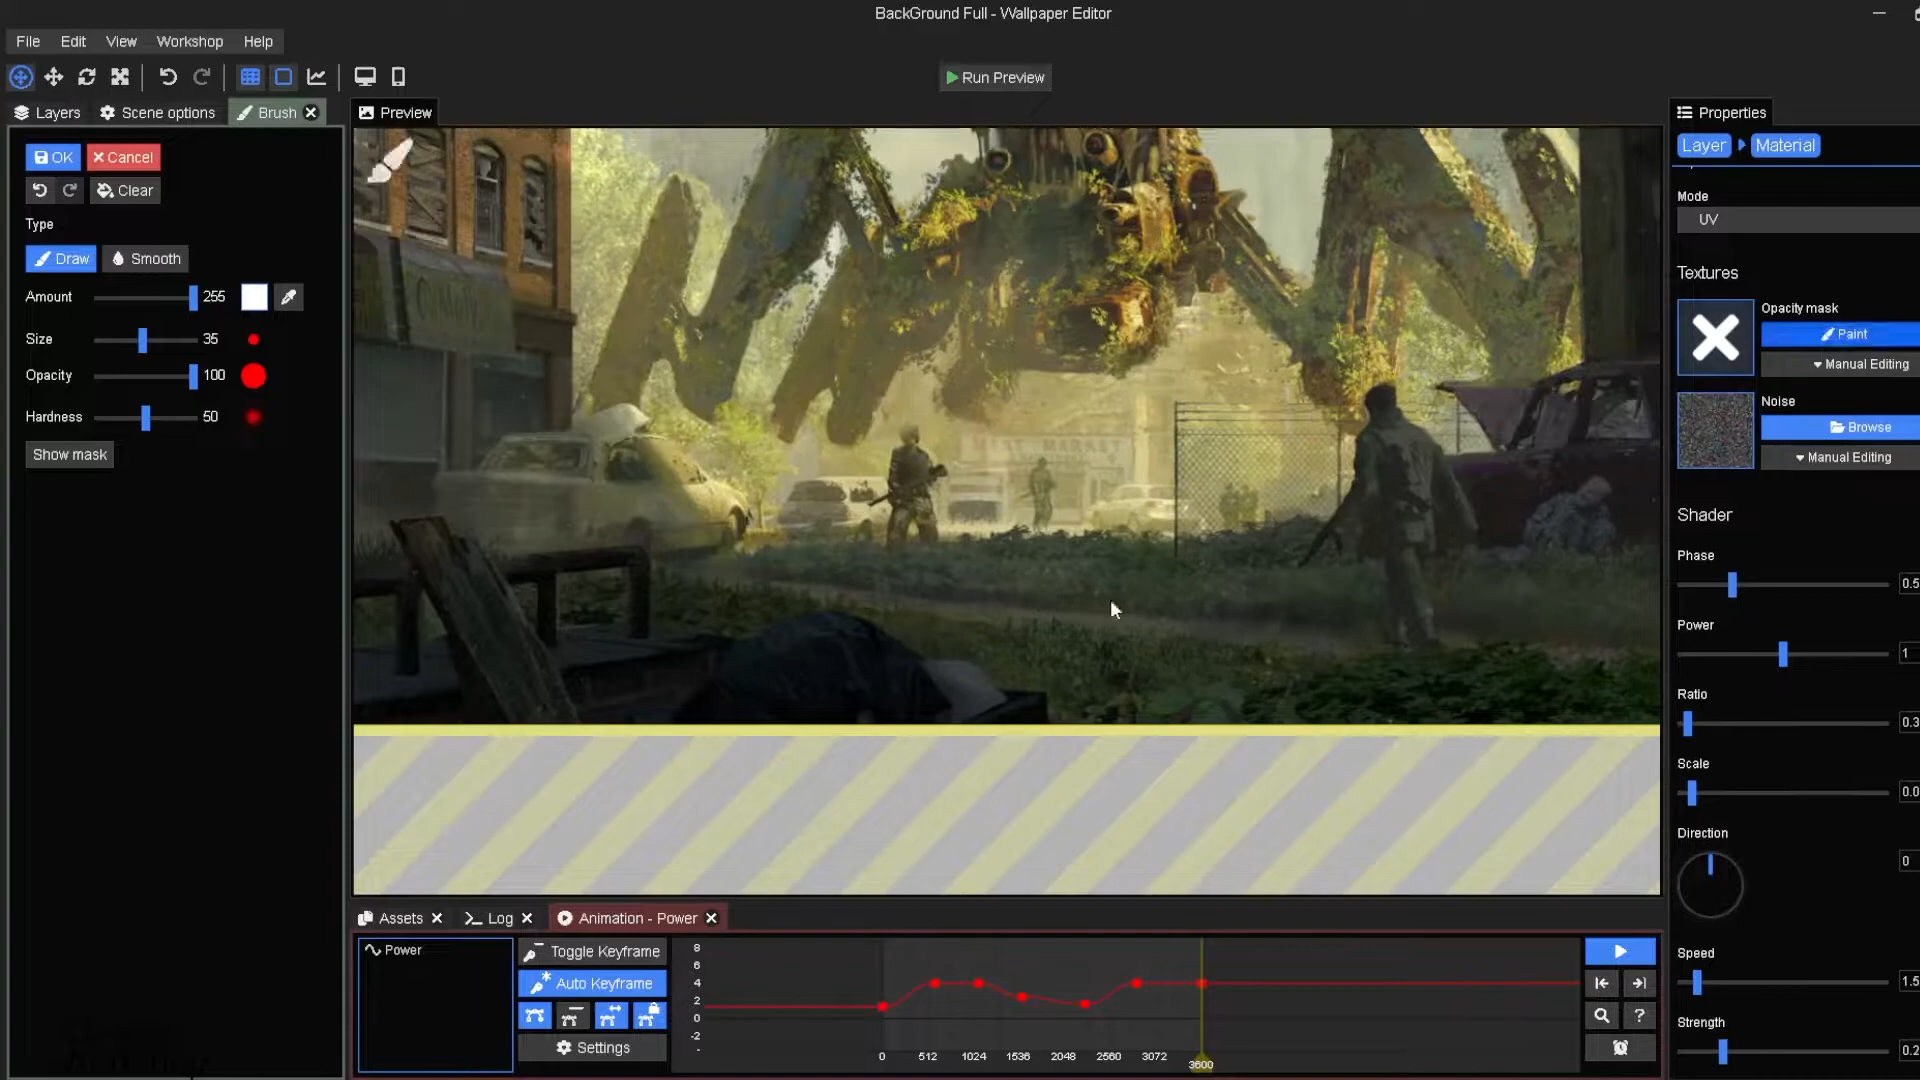 BackGround Full - Wallpaper Editor
File Edit View Workshop Help
Run Preview
Layers Scene options Brush
Preview
Properties
OK Cancel
Layer Material
Clear
Mode
UV
Type
Draw Smooth
Textures
Amount 255
Opacity mask
Paint
Size 35
Manual Editing
Opacity 100
Noise
Hardness 50
Browse
Show mask
Manual Editing
Shader
Phase
0.5
Power
1
Ratio
0.3
Scale
0.0
Direction
0
Speed
1.5
Strength
0.2
Assets Log Animation - Power
Power
Toggle Keyframe
Auto Keyframe
Settings
8
6
4
2
0
-2
-
0 512 1024 1536 2048 2560 3072 3600
?